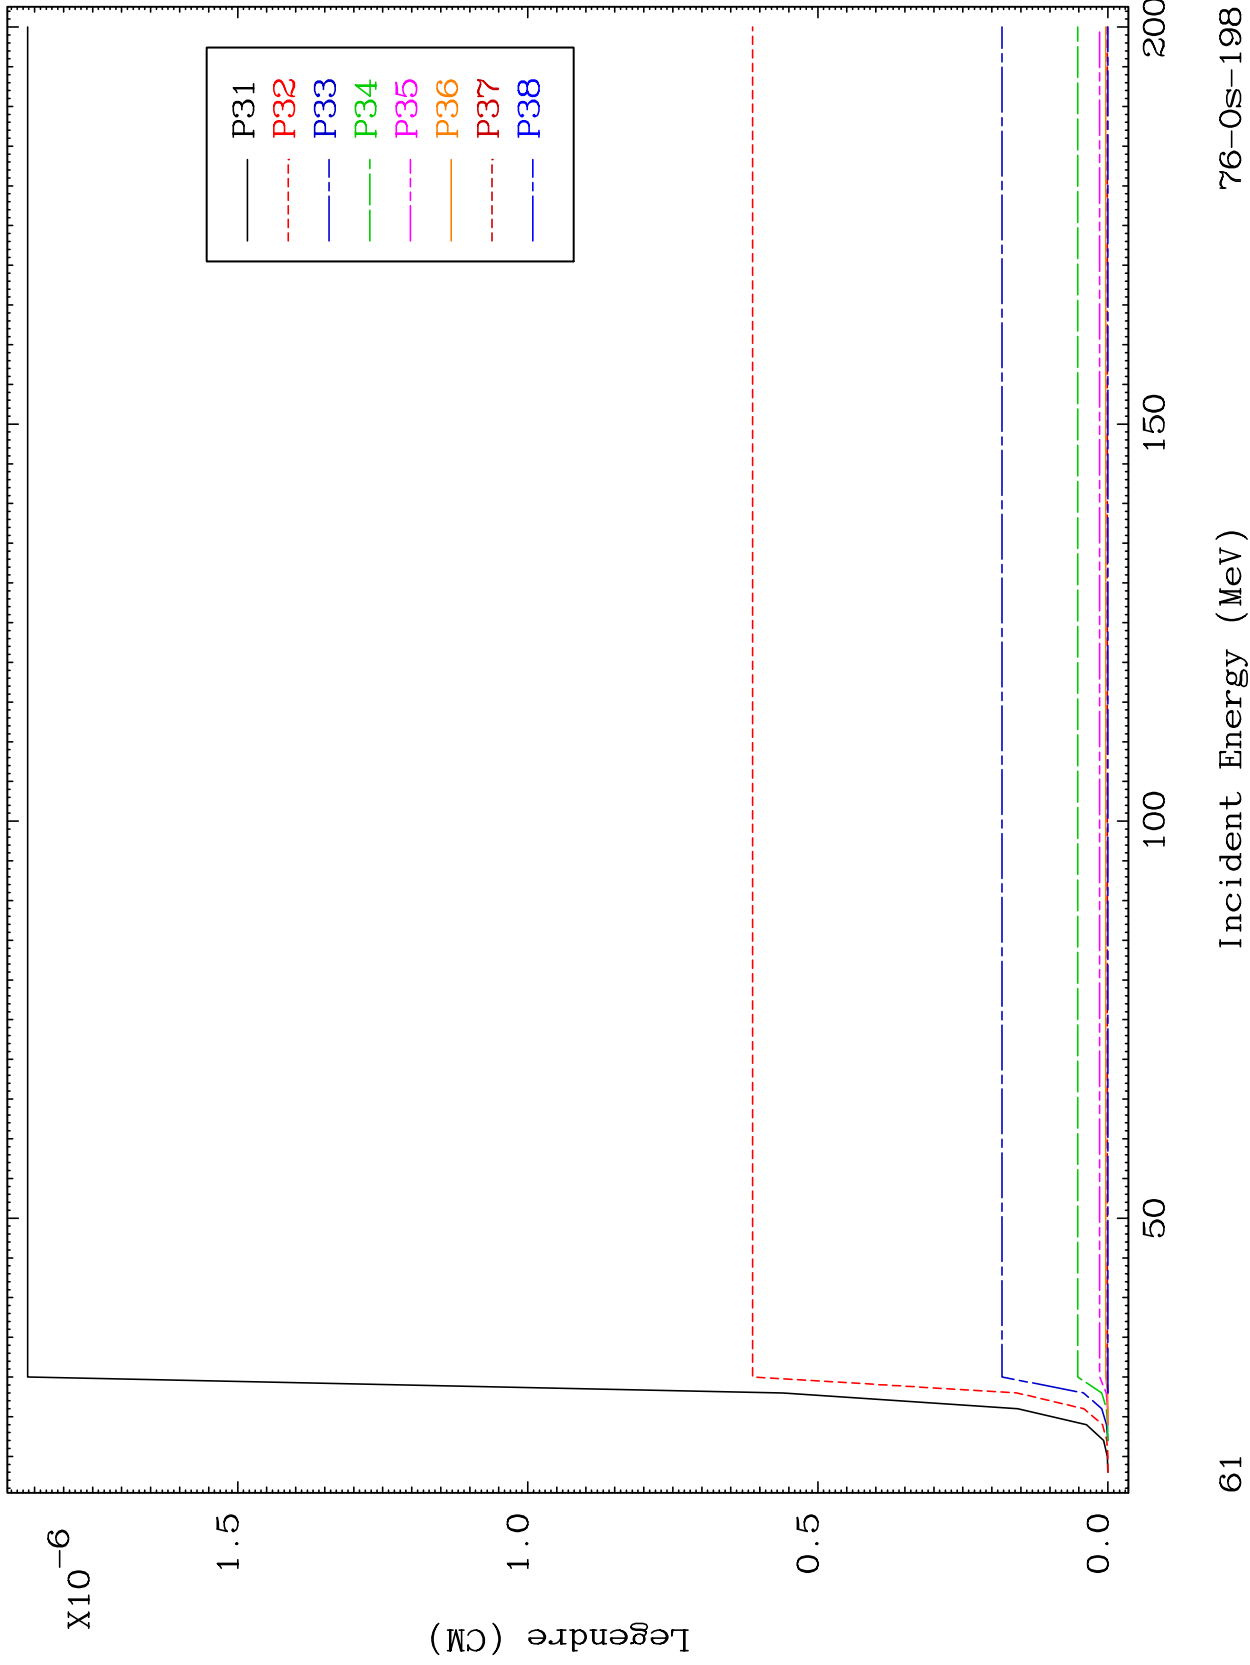 X10-6
1.5
1.0
0.5
0.0
Legendre (CM)
P31
P32
P33
P34
P35
P36
P37
P38
50
100
150
200
61
Incident Energy (MeV)
76-Os-198